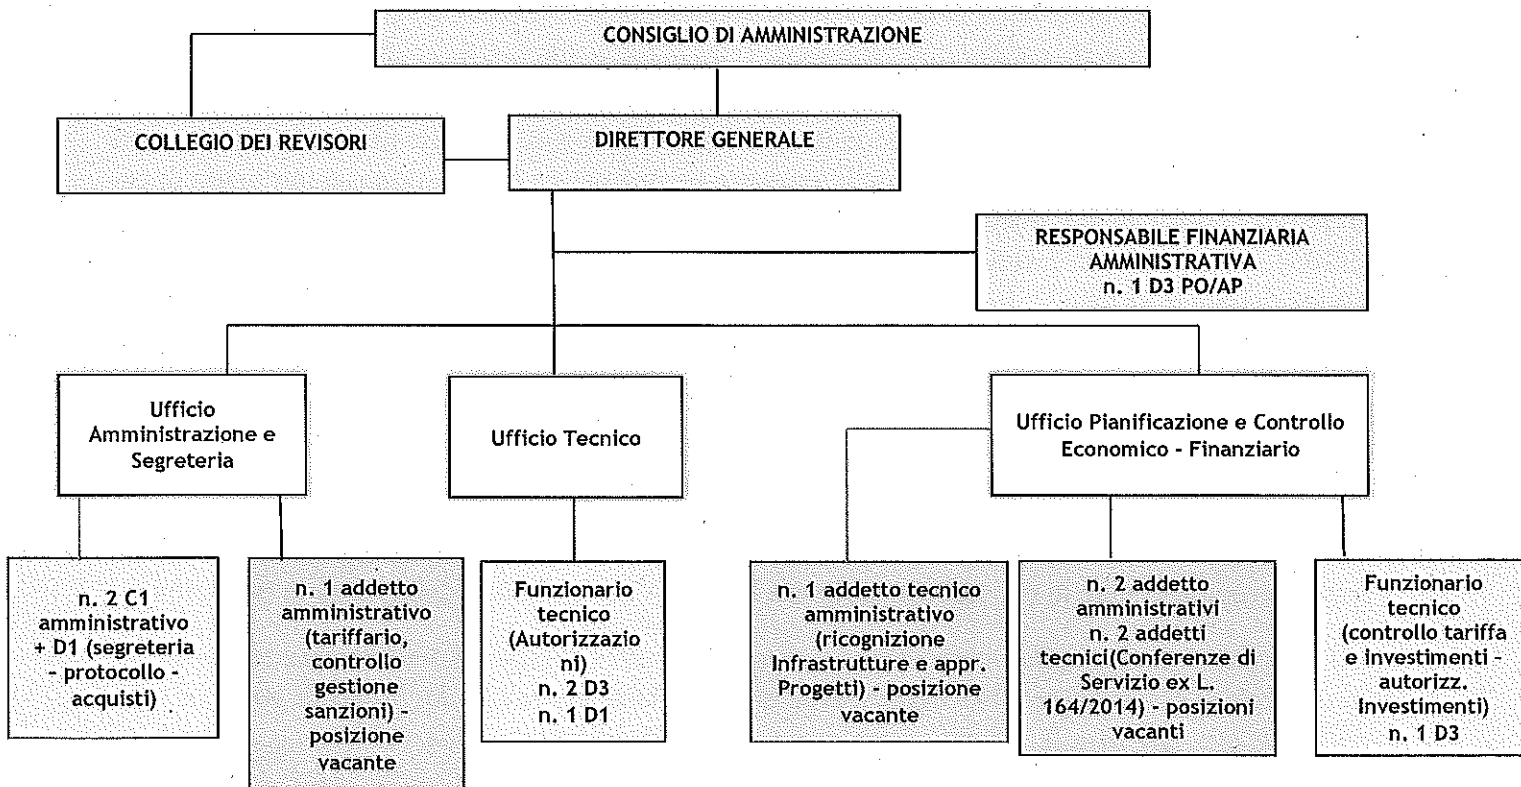 CONSIGLIO DI AMMINISTRAZIONE
COLLEGIO DEI REVISORI
DIRETTORE GENERALE
RESPONSABILE FINANZIARIA
AMMINISTRATIVA
n. 1 D3 PO/AP
Ufficio
Amministrazione e
Segreteria
Ufficio Tecnico
Ufficio Pianificazione e Controllo
Economico - Finanziario
n. 2 C1
amministrativo
+ D1 (segreteria
- protocollo -
acquisti)
n. 1 addetto
amministrativo
(tariffario,
controllo
gestione
sanzioni) -
posizione
vacante
Funzionario
tecnico
(Autorizzazio
ni)
n. 2 D3
n. 1 D1
n. 1 addetto tecnico
amministrativo
(ricognizione
Infrastrutture e appr.
Progetti) - posizione
vacante
n. 2 addetto
amministrativi
n. 2 addetti
tecnici(Conferenze di
Servizio ex L.
164/2014) - posizioni
vacanti
Funzionario
tecnico
(controllo tariffa
e investimenti -
autorizz.
Investimenti)
n. 1 D3